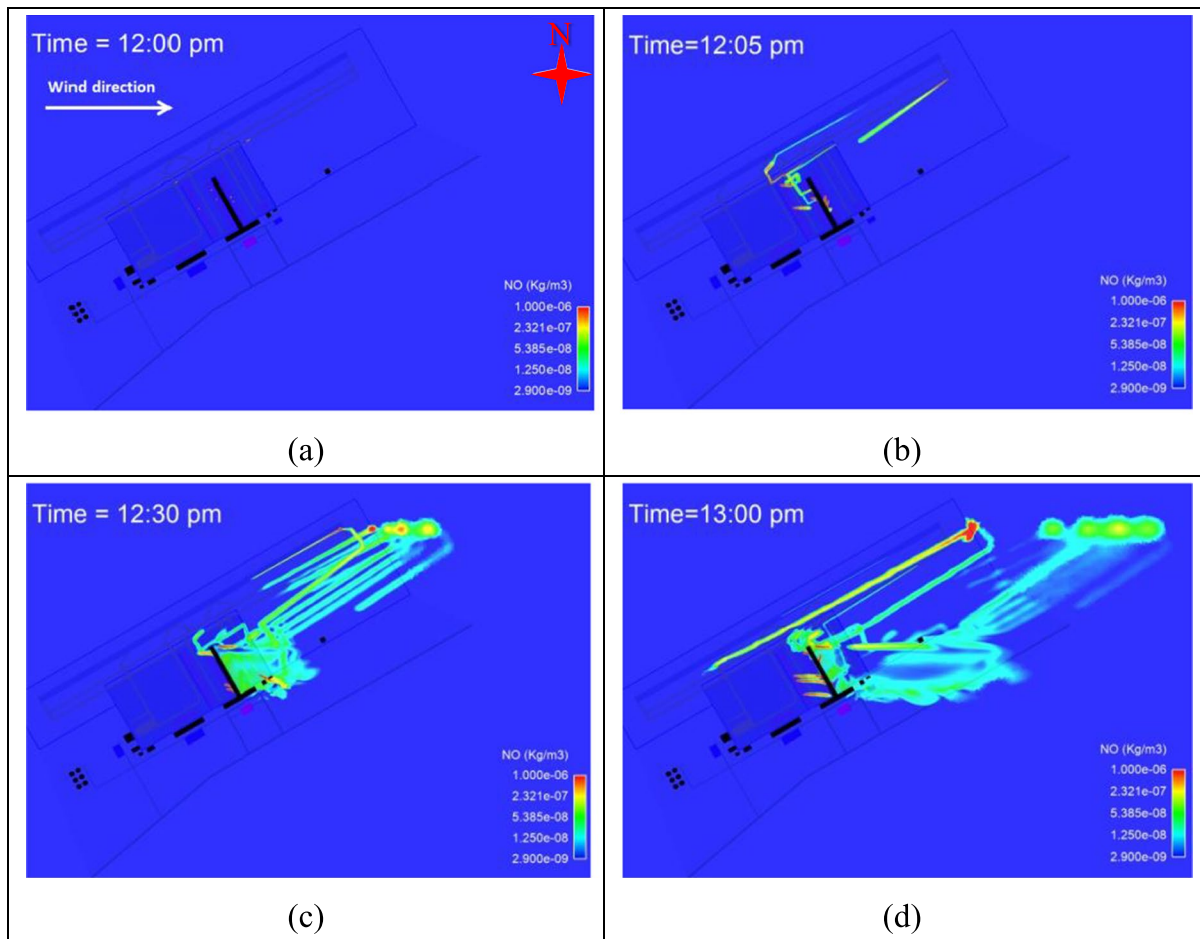 Time = 12:00 pm
N
Wind direction
NO (Kg/m3)
1.000e-06
2.321e-07
5.385e-08
1.250e-08
2.900e-09
(a)
Time=12:05 pm
NO (Kg/m3)
1.000e-06
2.321e-07
5.385e-08
1.250e-08
2.900e-09
(b)
Time = 12:30 pm
NO (Kg/m3)
1.000e-06
2.321e-07
5.385e-08
1.250e-08
2.900e-09
(c)
Time=13:00 pm
NO (Kg/m3)
1.000e-06
2.321e-07
5.385e-08
1.250e-08
2.900e-09
(d)